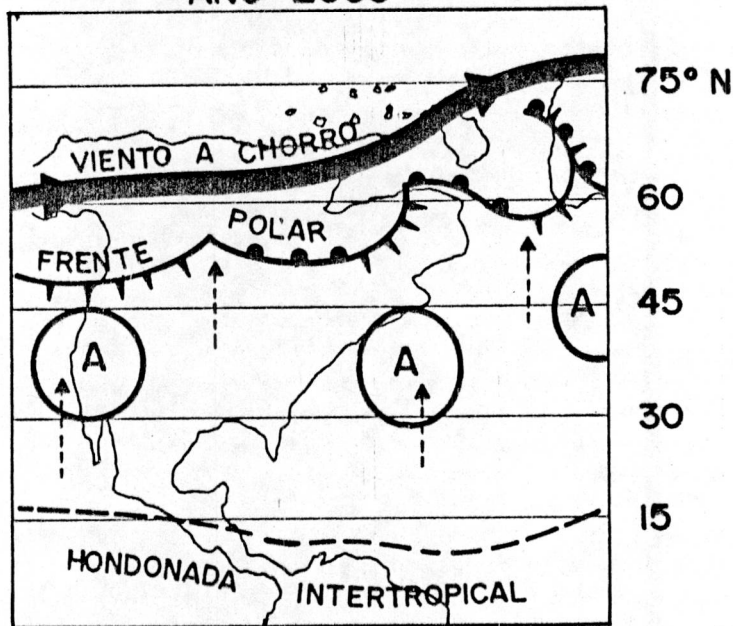 75° N
VIENTO A CHORRO
60
POLAR
FRENTE
A
45
A
A
30
15
HONDONADA
INTERTROPICAL